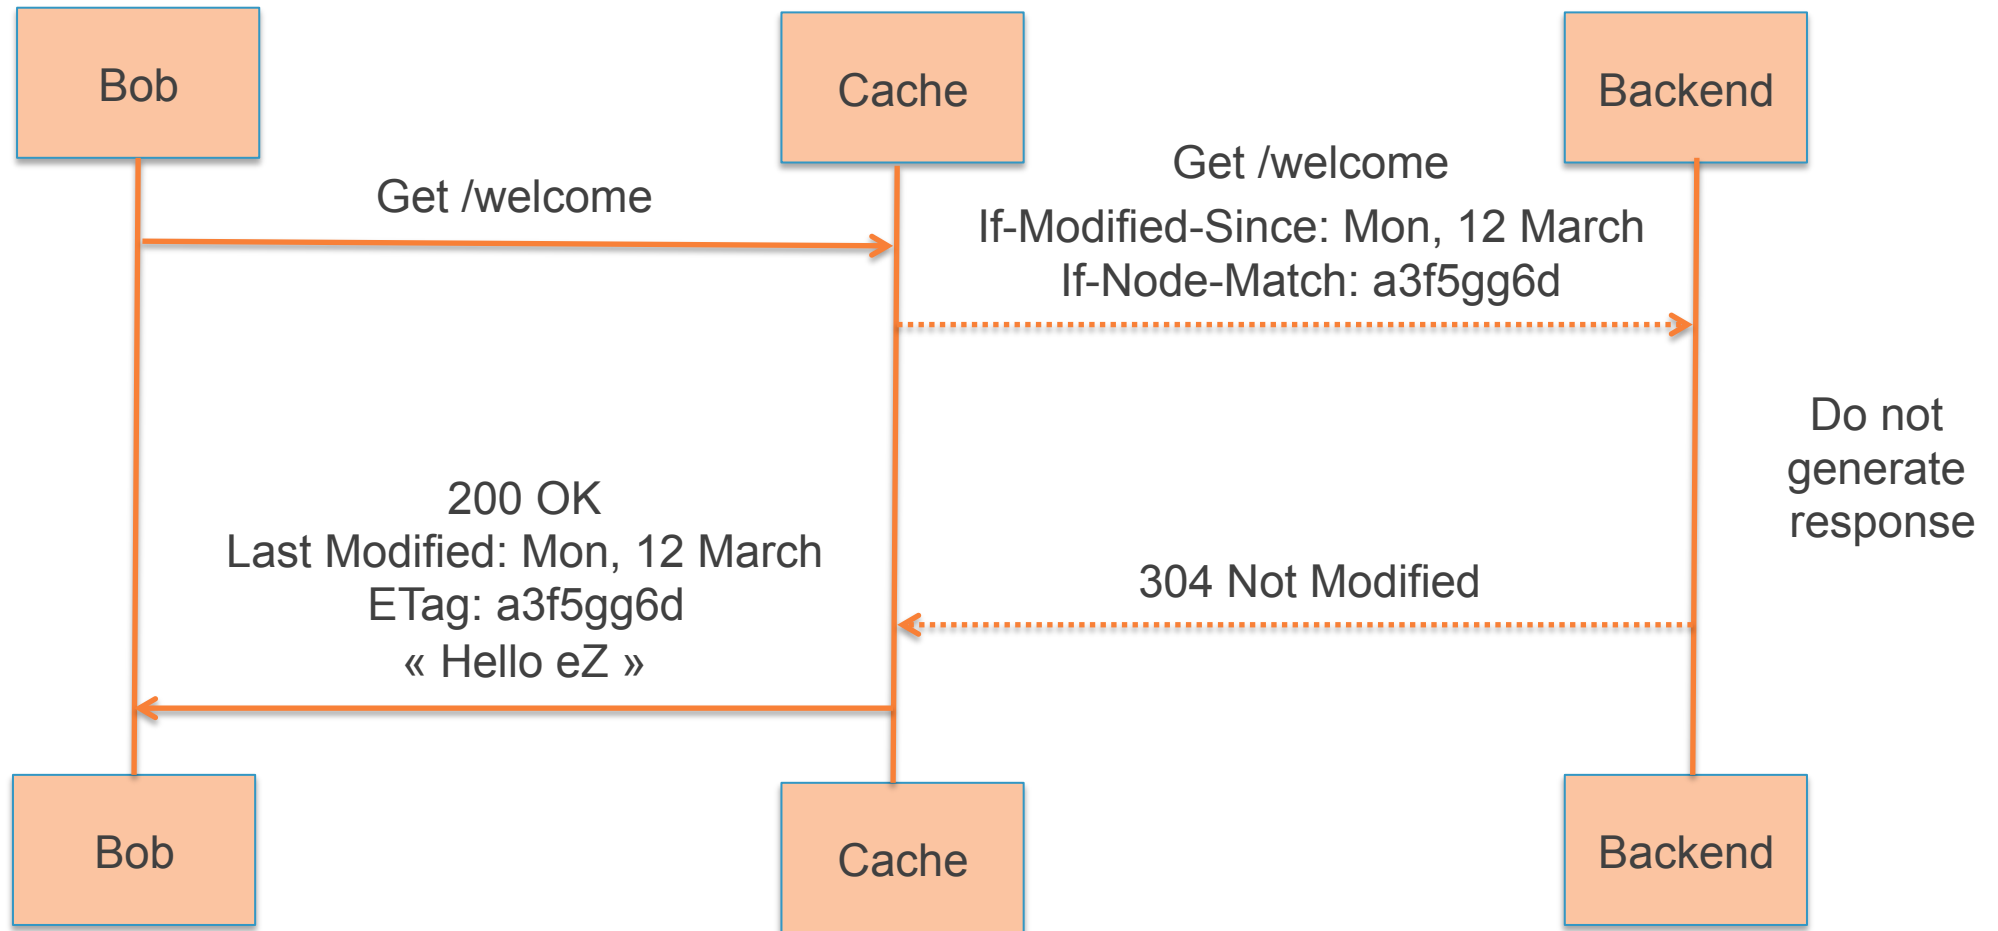 Bob
Cache
Backend
Get /welcome
Get /welcome
If-Modified-Since: Mon, 12 March
If-Node-Match: a3f5gg6d
Do not
generate
response
200 OK
Last Modified: Mon, 12 March
ETag: a3f5gg6d
« Hello eZ »
304 Not Modified
Bob
Cache
Backend